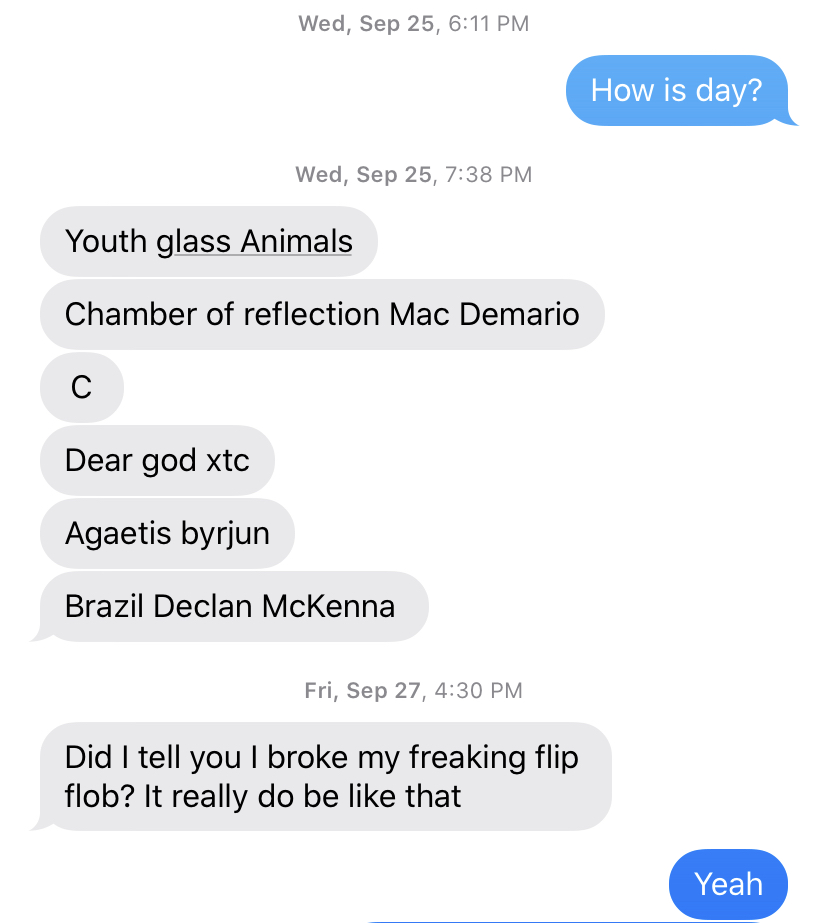 Wed, Sep 25, 6:11 PM
How is day?
Wed, Sep 25, 7:38 PM
Youth glass Animals
Chamber of reflection Mac Demario
C
Dear god xtc
Agaetis byrjun
Brazil Declan McKenna
Fri, Sep 27, 4:30 PM
Did I tell you I broke my freaking flip
flob? It really do be like that
Yeah